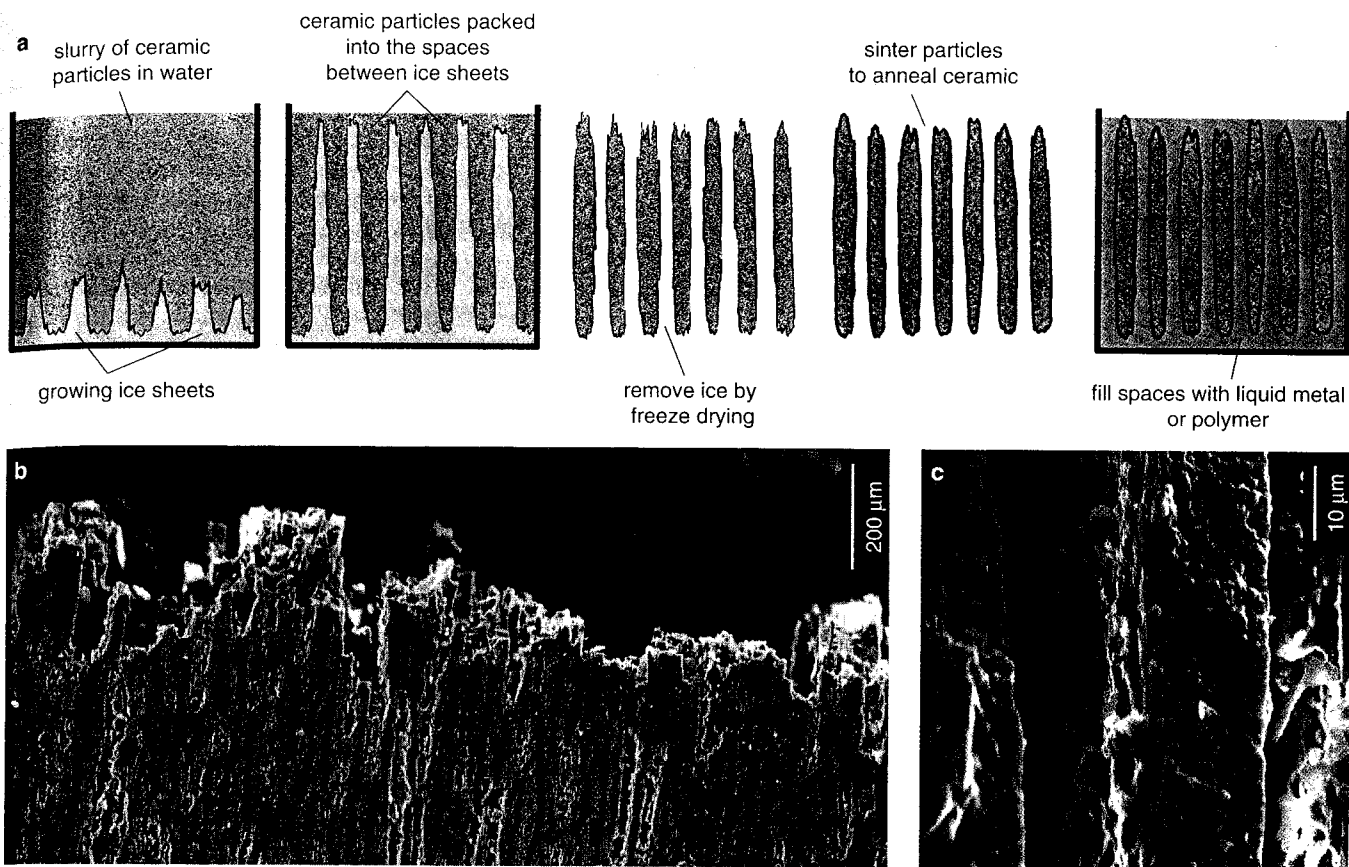 a
slurry of ceramic
particles in water
ceramic particles packed
into the spaces
between ice sheets
sinter particles
to anneal ceramic
growing ice sheets
remove ice by
freeze drying
fill spaces with liquid metal
or polymer
b
200 µm
c
10 µm